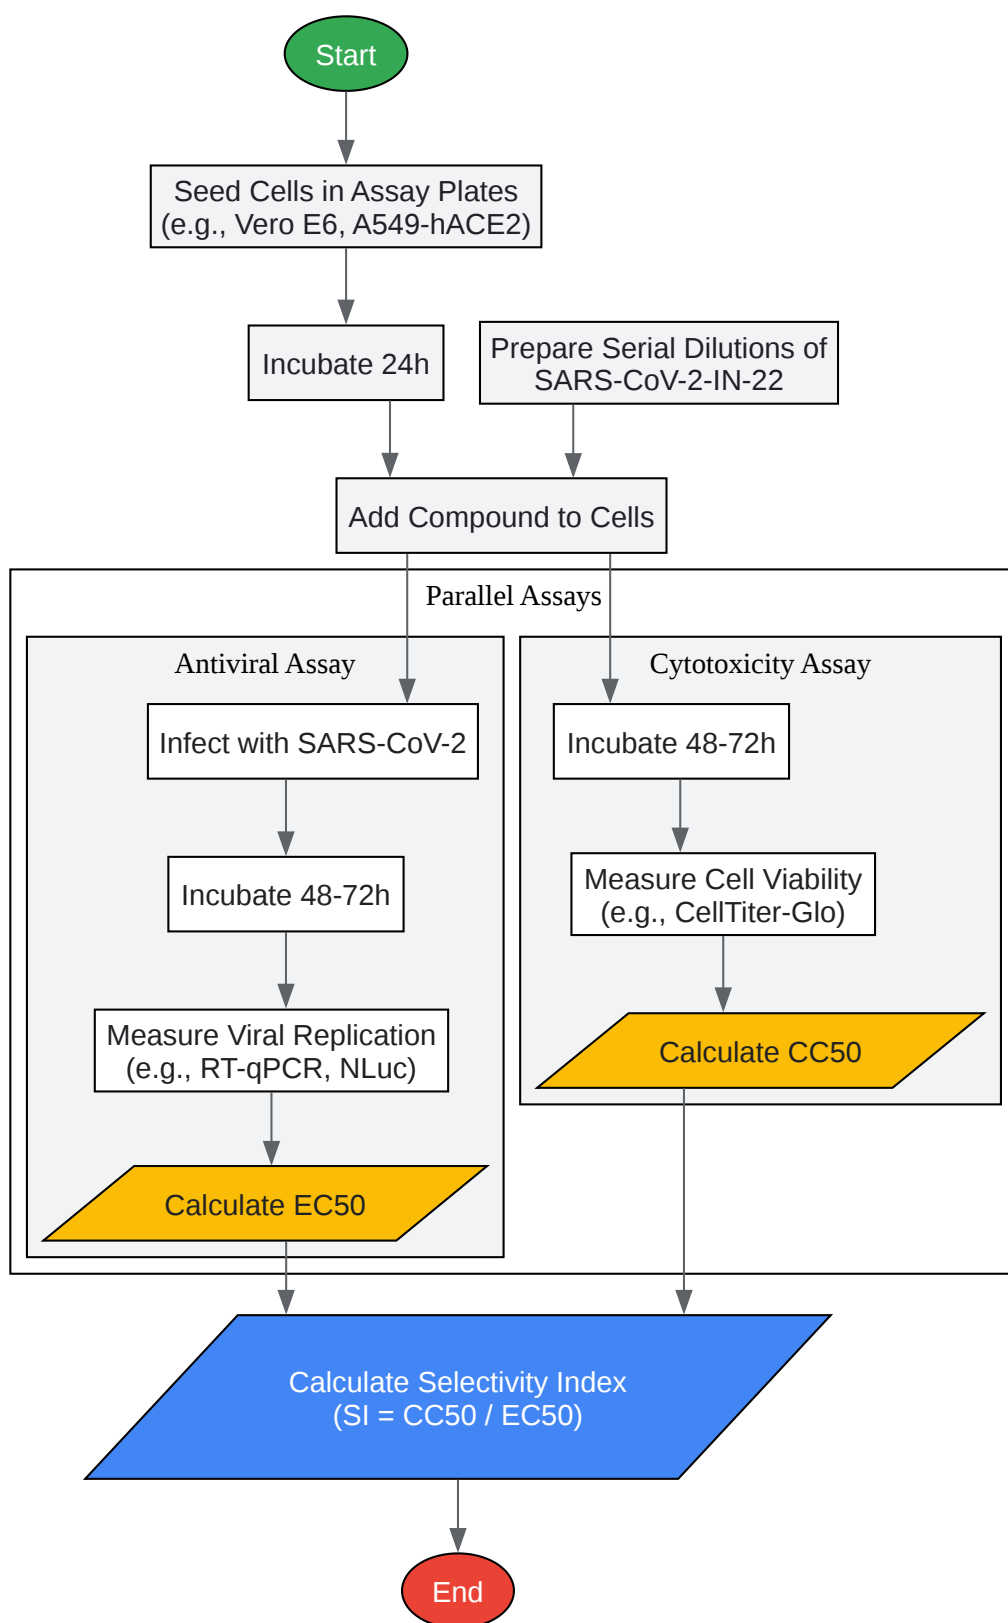 Start
Seed Cells in Assay Plates
(e.g., Vero E6, A549-hACE2)
Incubate 24h
Prepare Serial Dilutions of
SARS-CoV-2-IN-22
Add Compound to Cells
Parallel Assays
Antiviral Assay
Infect with SARS-CoV-2
Incubate 48-72h
Measure Viral Replication
(e.g., RT-qPCR, NLuc)
Calculate EC50
Cytotoxicity Assay
Incubate 48-72h
Measure Cell Viability
(e.g., CellTiter-Glo)
Calculate CC50
Calculate Selectivity Index
(SI = CC50 / EC50)
End